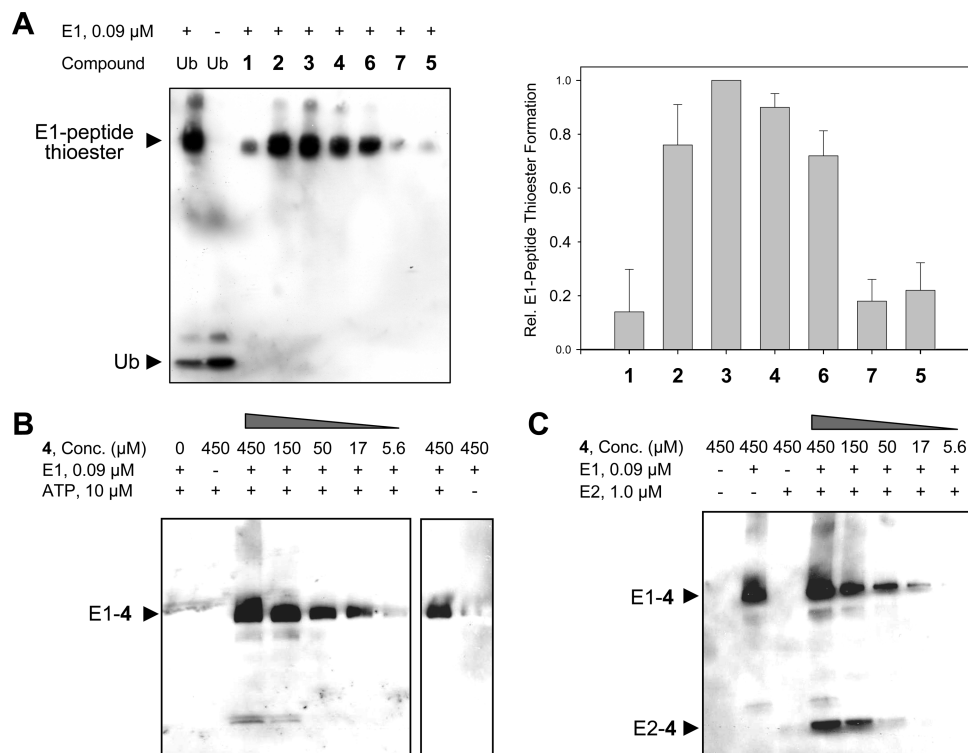 A
E1, 0.09 µM + - + + + + + + +
Compound Ub Ub 1 2 3 4 6 7 5
E1-peptide
thioester
Ub
Rel. E1-Peptide Thioester Formation
1.0
0.8
0.6
0.4
0.2
0.0
1 2 3 4 6 7 5
B
4, Conc. (µM) 0 450 450 150 50 17 5.6 450 450
E1, 0.09 µM + - + + + + + + +
ATP, 10 µM + + + + + + + + -
E1-4
C
4, Conc. (µM) 450 450 450 450 150 50 17 5.6
E1, 0.09 µM - + - + + + + +
E2, 1.0 µM - - + + + + + +
E1-4
E2-4